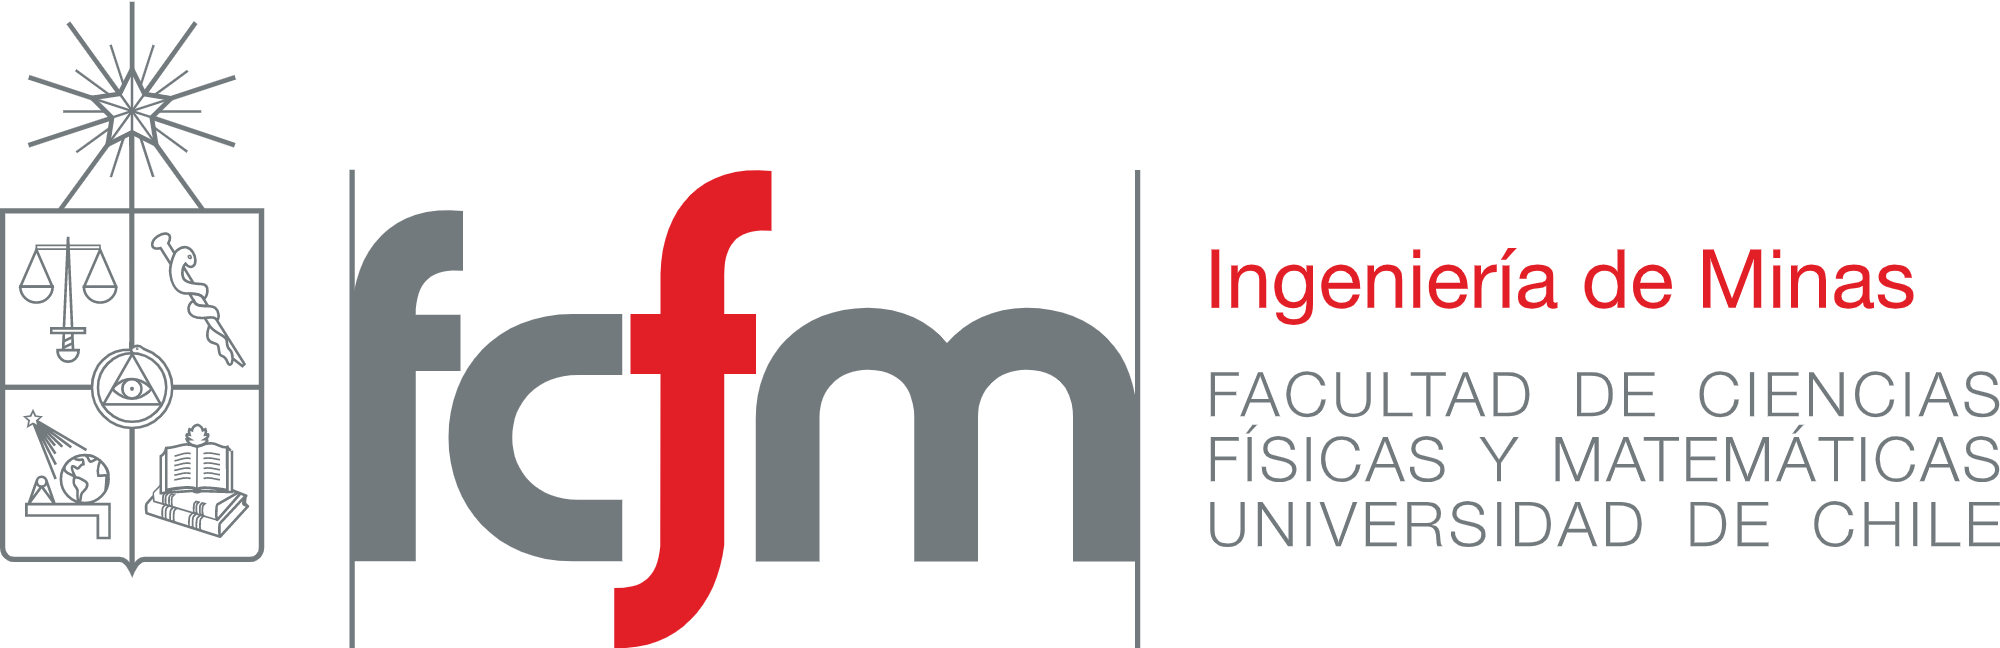 fcfm
Ingeniería de Minas
FACULTAD DE CIENCIAS
FÍSICAS Y MATEMÁTICAS
UNIVERSIDAD DE CHILE